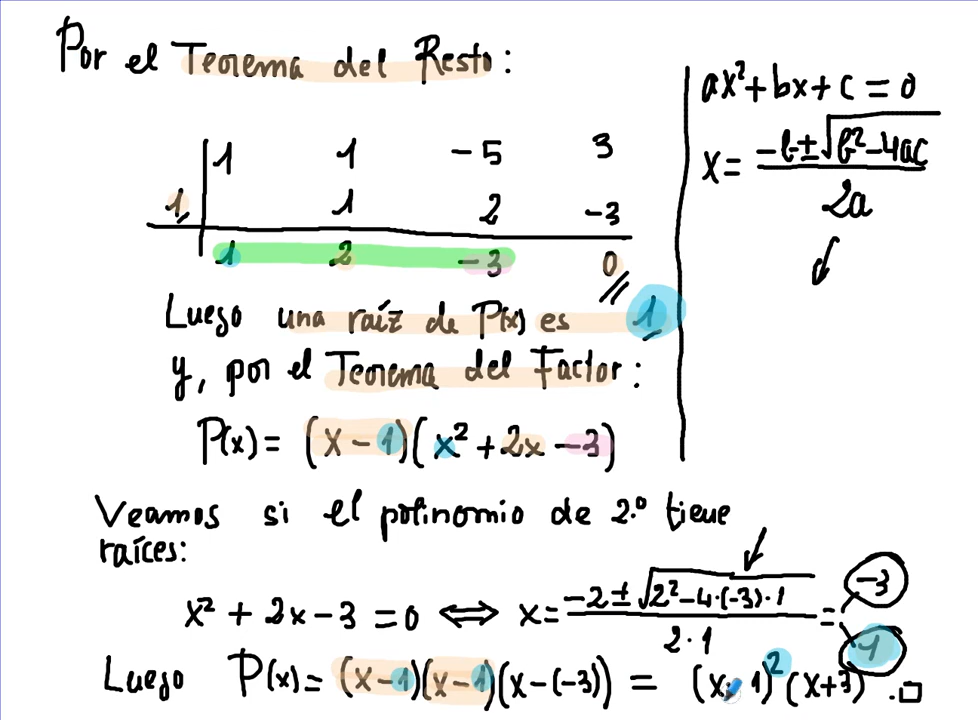 Por el Teorema del Resto:
1 1 -5 3
1 1 2 -3
1 2 -3 0
Luego una raíz de P(x) es 1
y, por el Teorema del Factor:
P(x) = (x-1)(x²+2x-3)
ax²+bx+c=0
x= (-b±√(b²-4ac))/2a
Veamos si el polinomio de 2.º tiene
raíces:
x²+2x-3=0 ⟺ x= (-2±√(2²-4·(-3)·1))/(2·1) = -3 1
Luego P(x)= (x-1)(x-1)(x-(-3)) = (x-1)²(x+3).□